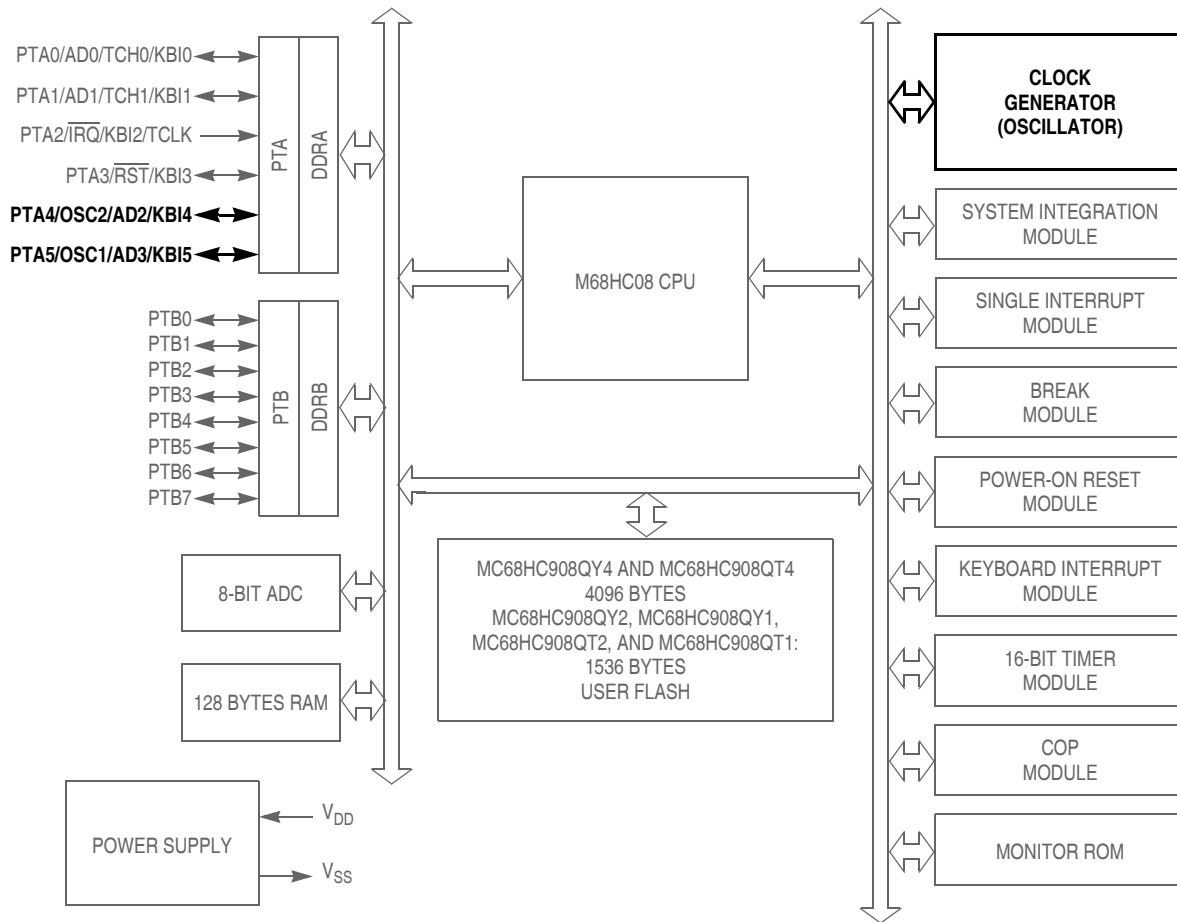 PTA0/AD0/TCH0/KBI0
PTA1/AD1/TCH1/KBI1
PTA2/IRQ/KBI2/TCLK
PTA3/RST/KBI3
PTA4/OSC2/AD2/KBI4
PTA5/OSC1/AD3/KBI5
PTA
DDRA
PTB0
PTB1
PTB2
PTB3
PTB4
PTB5
PTB6
PTB7
PTB
DDRB
8-BIT ADC
128 BYTES RAM
POWER SUPPLY
VDD
VSS
M68HC08 CPU
MC68HC908QY4 AND MC68HC908QT4
4096 BYTES
MC68HC908QY2, MC68HC908QY1,
MC68HC908QT2, AND MC68HC908QT1:
1536 BYTES
USER FLASH
CLOCK
GENERATOR
(OSCILLATOR)
SYSTEM INTEGRATION
MODULE
SINGLE INTERRUPT
MODULE
BREAK
MODULE
POWER-ON RESET
MODULE
KEYBOARD INTERRUPT
MODULE
16-BIT TIMER
MODULE
COP
MODULE
MONITOR ROM